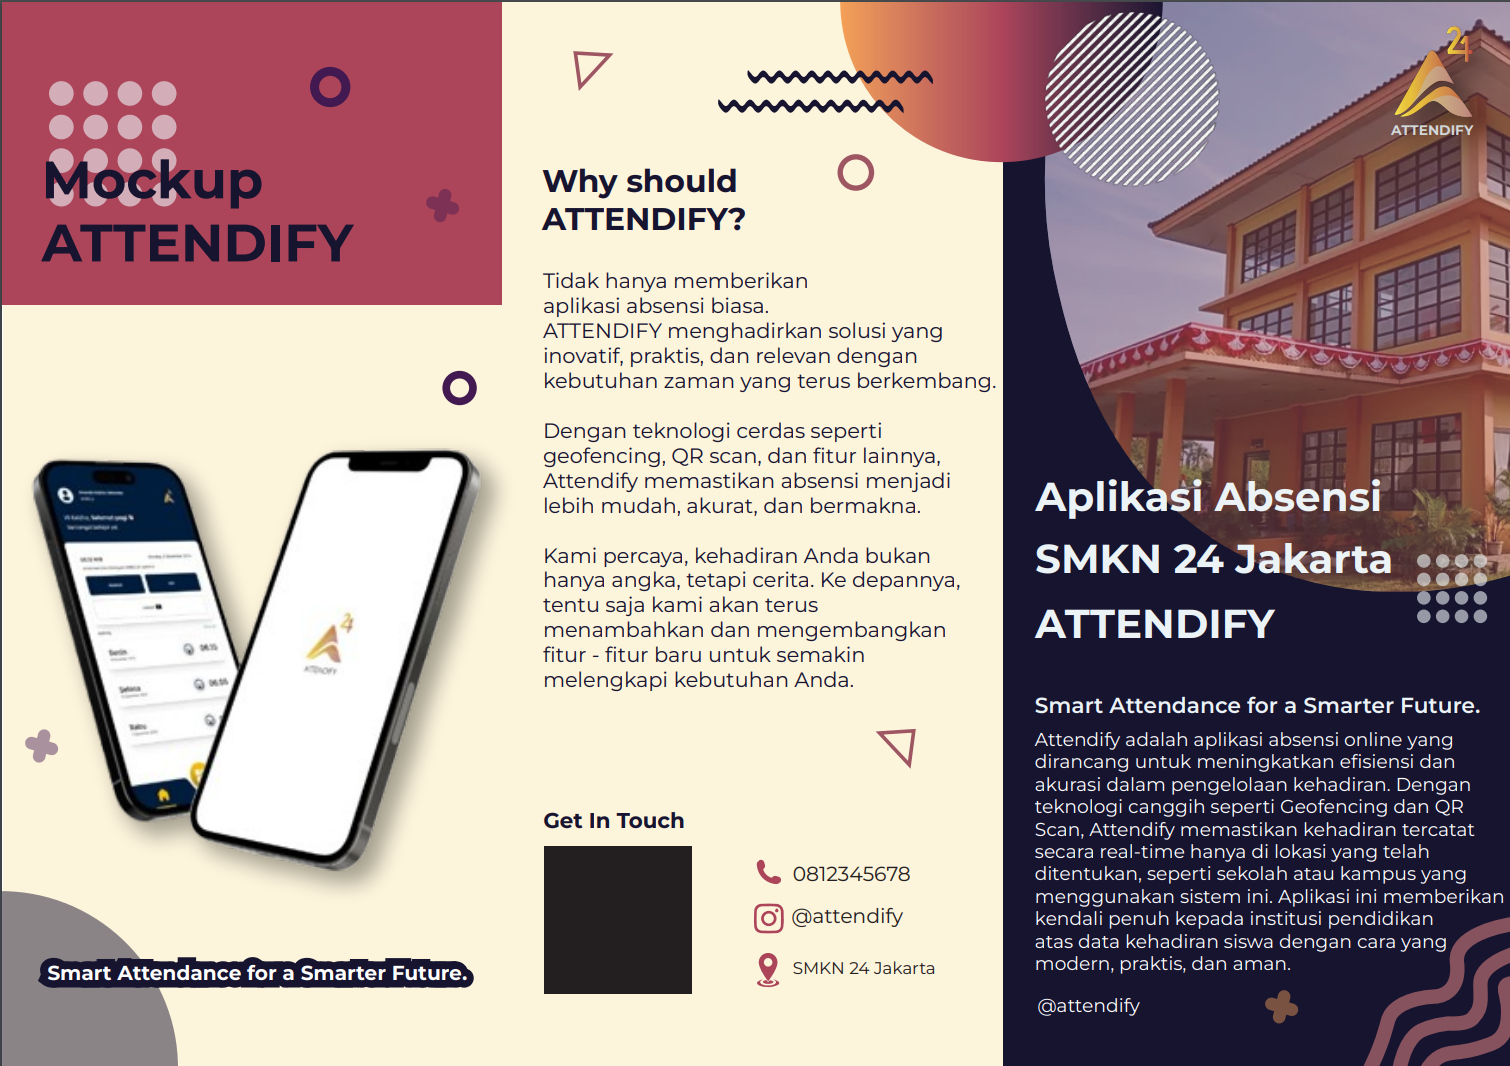 Mockup
ATTENDIFY
24
ATTENDIFY
Smart Attendance for a Smarter Future.
Why should
ATTENDIFY?
Tidak hanya memberikan
aplikasi absensi biasa.
ATTENDIFY menghadirkan solusi yang
inovatif, praktis, dan relevan dengan
kebutuhan zaman yang terus berkembang.
Dengan teknologi cerdas seperti
geofencing, QR scan, dan fitur lainnya,
Attendify memastikan absensi menjadi
lebih mudah, akurat, dan bermakna.
Kami percaya, kehadiran Anda bukan
hanya angka, tetapi cerita. Ke depannya,
tentu saja kami akan terus
menambahkan dan mengembangkan
fitur - fitur baru untuk semakin
melengkapi kebutuhan Anda.
Get In Touch
0812345678
@attendify
SMKN 24 Jakarta
24
ATTENDIFY
Aplikasi Absensi
SMKN 24 Jakarta
ATTENDIFY
Smart Attendance for a Smarter Future.
Attendify adalah aplikasi absensi online yang
dirancang untuk meningkatkan efisiensi dan
akurasi dalam pengelolaan kehadiran. Dengan
teknologi canggih seperti Geofencing dan QR
Scan, Attendify memastikan kehadiran tercatat
secara real-time hanya di lokasi yang telah
ditentukan, seperti sekolah atau kampus yang
menggunakan sistem ini. Aplikasi ini memberikan
kendali penuh kepada institusi pendidikan
atas data kehadiran siswa dengan cara yang
modern, praktis, dan aman.
@attendify